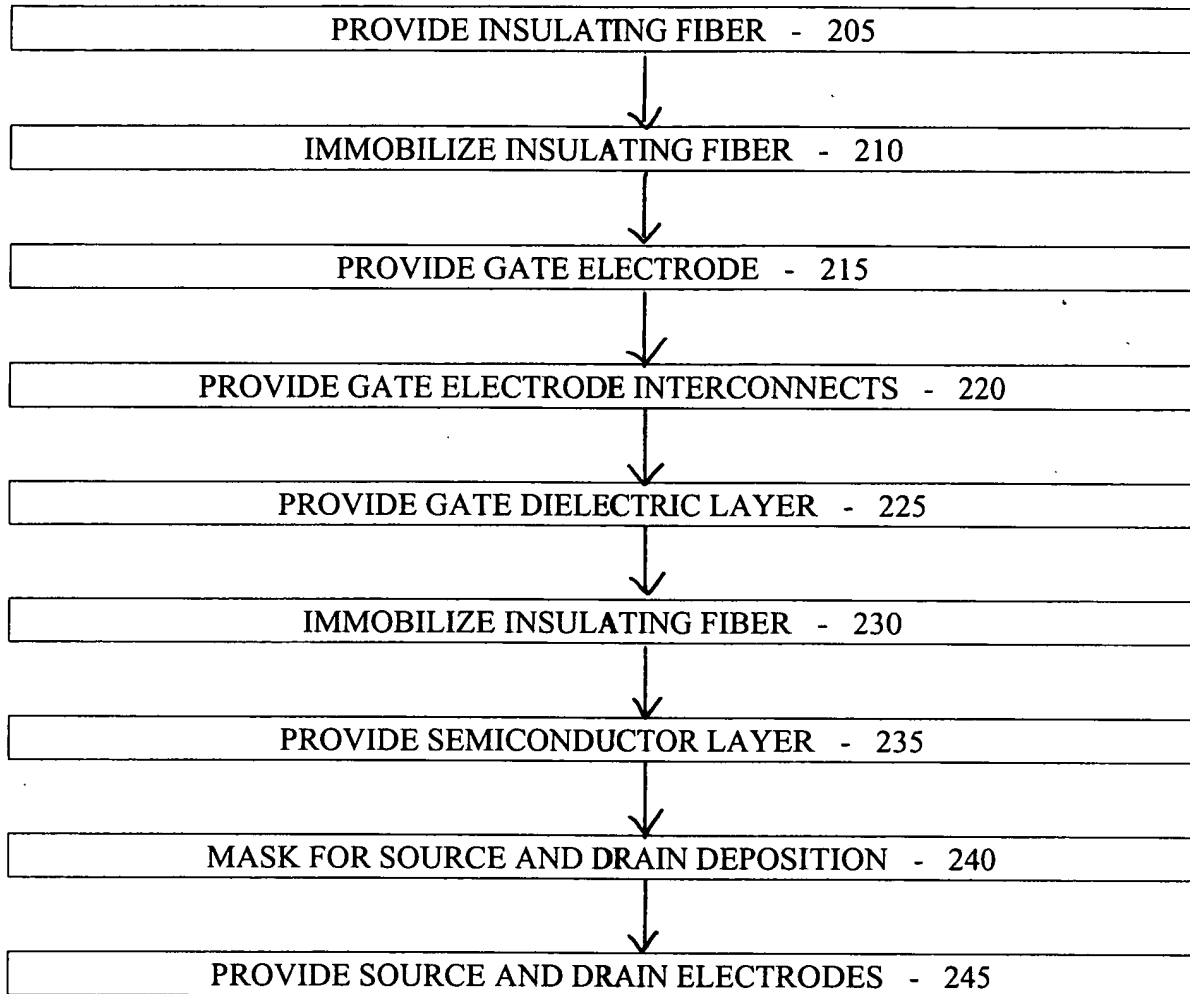 PROVIDE INSULATING FIBER - 205
IMMOBILIZE INSULATING FIBER - 210
PROVIDE GATE ELECTRODE - 215
PROVIDE GATE ELECTRODE INTERCONNECTS - 220
PROVIDE GATE DIELECTRIC LAYER - 225
IMMOBILIZE INSULATING FIBER - 230
PROVIDE SEMICONDUCTOR LAYER - 235
MASK FOR SOURCE AND DRAIN DEPOSITION - 240
PROVIDE SOURCE AND DRAIN ELECTRODES - 245